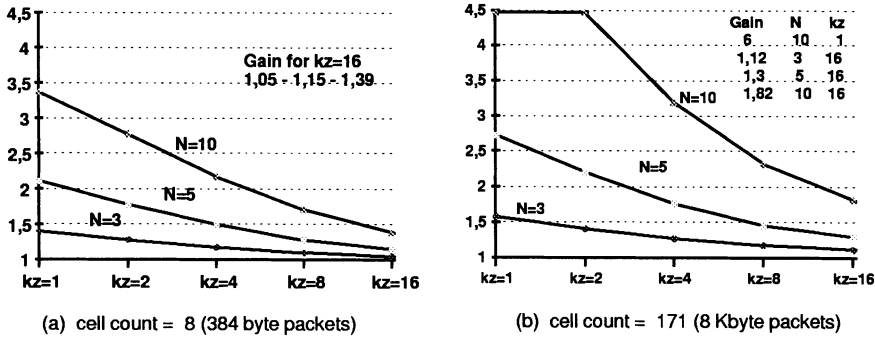 4,5
4
3,5
3
2,5
2
1,5
1
Gain for kz=16
1,05 - 1,15 - 1,39
N=10
N=5
N=3
kz=1 kz=2 kz=4 kz=8 kz=16
(a) cell count = 8 (384 byte packets)
4,5
4
3,5
3
2,5
2
1,5
1
Gain N kz
6 10 1
1,12 3 16
1,3 5 16
1,82 10 16
N=10
N=5
N=3
kz=1 kz=2 kz=4 kz=8 kz=16
(b) cell count = 171 (8 Kbyte packets)